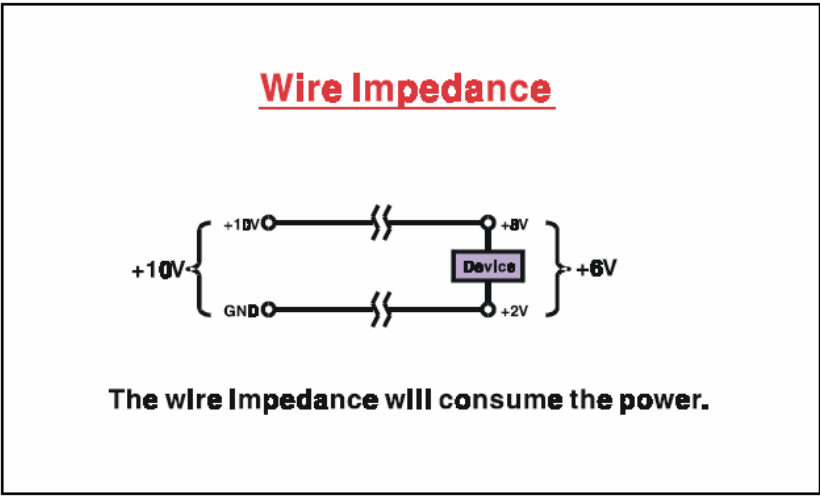 Wire Impedance
+10V
+8V
+10V
Device
+6V
GND
+2V
The wire Impedance will consume the power.